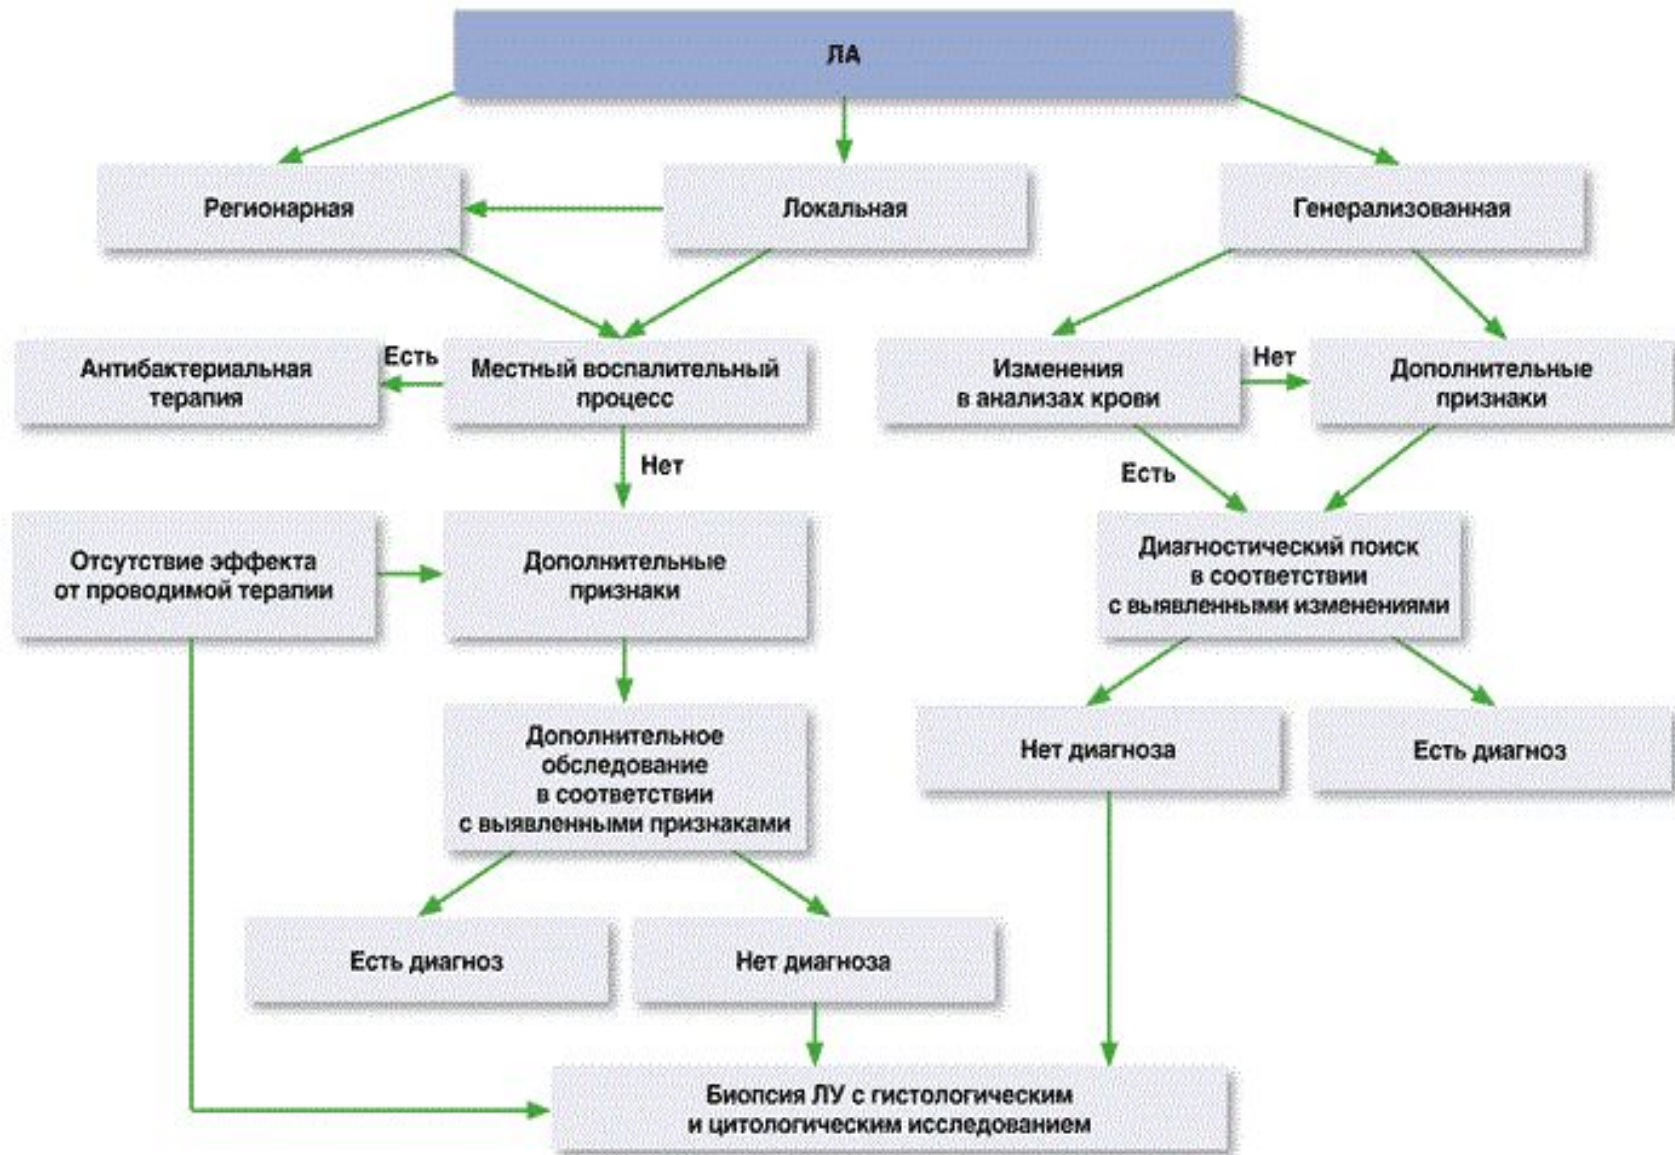 ЛА
Регионарная
Локальная
Генерализованная
Антибактериальная
терапия
Есть
Местный воспалительный
процесс
Изменения
в анализах крови
Нет
Дополнительные
признаки
Нет
Есть
Отсутствие эффекта
от проводимой терапии
Дополнительные
признаки
Диагностический поиск
в соответствии
с выявленными изменениями
Дополнительное
обследование
в соответствии
с выявленными признаками
Нет диагноза
Есть диагноз
Есть диагноз
Нет диагноза
Биопсия ЛУ с гистологическим
и цитологическим исследованием